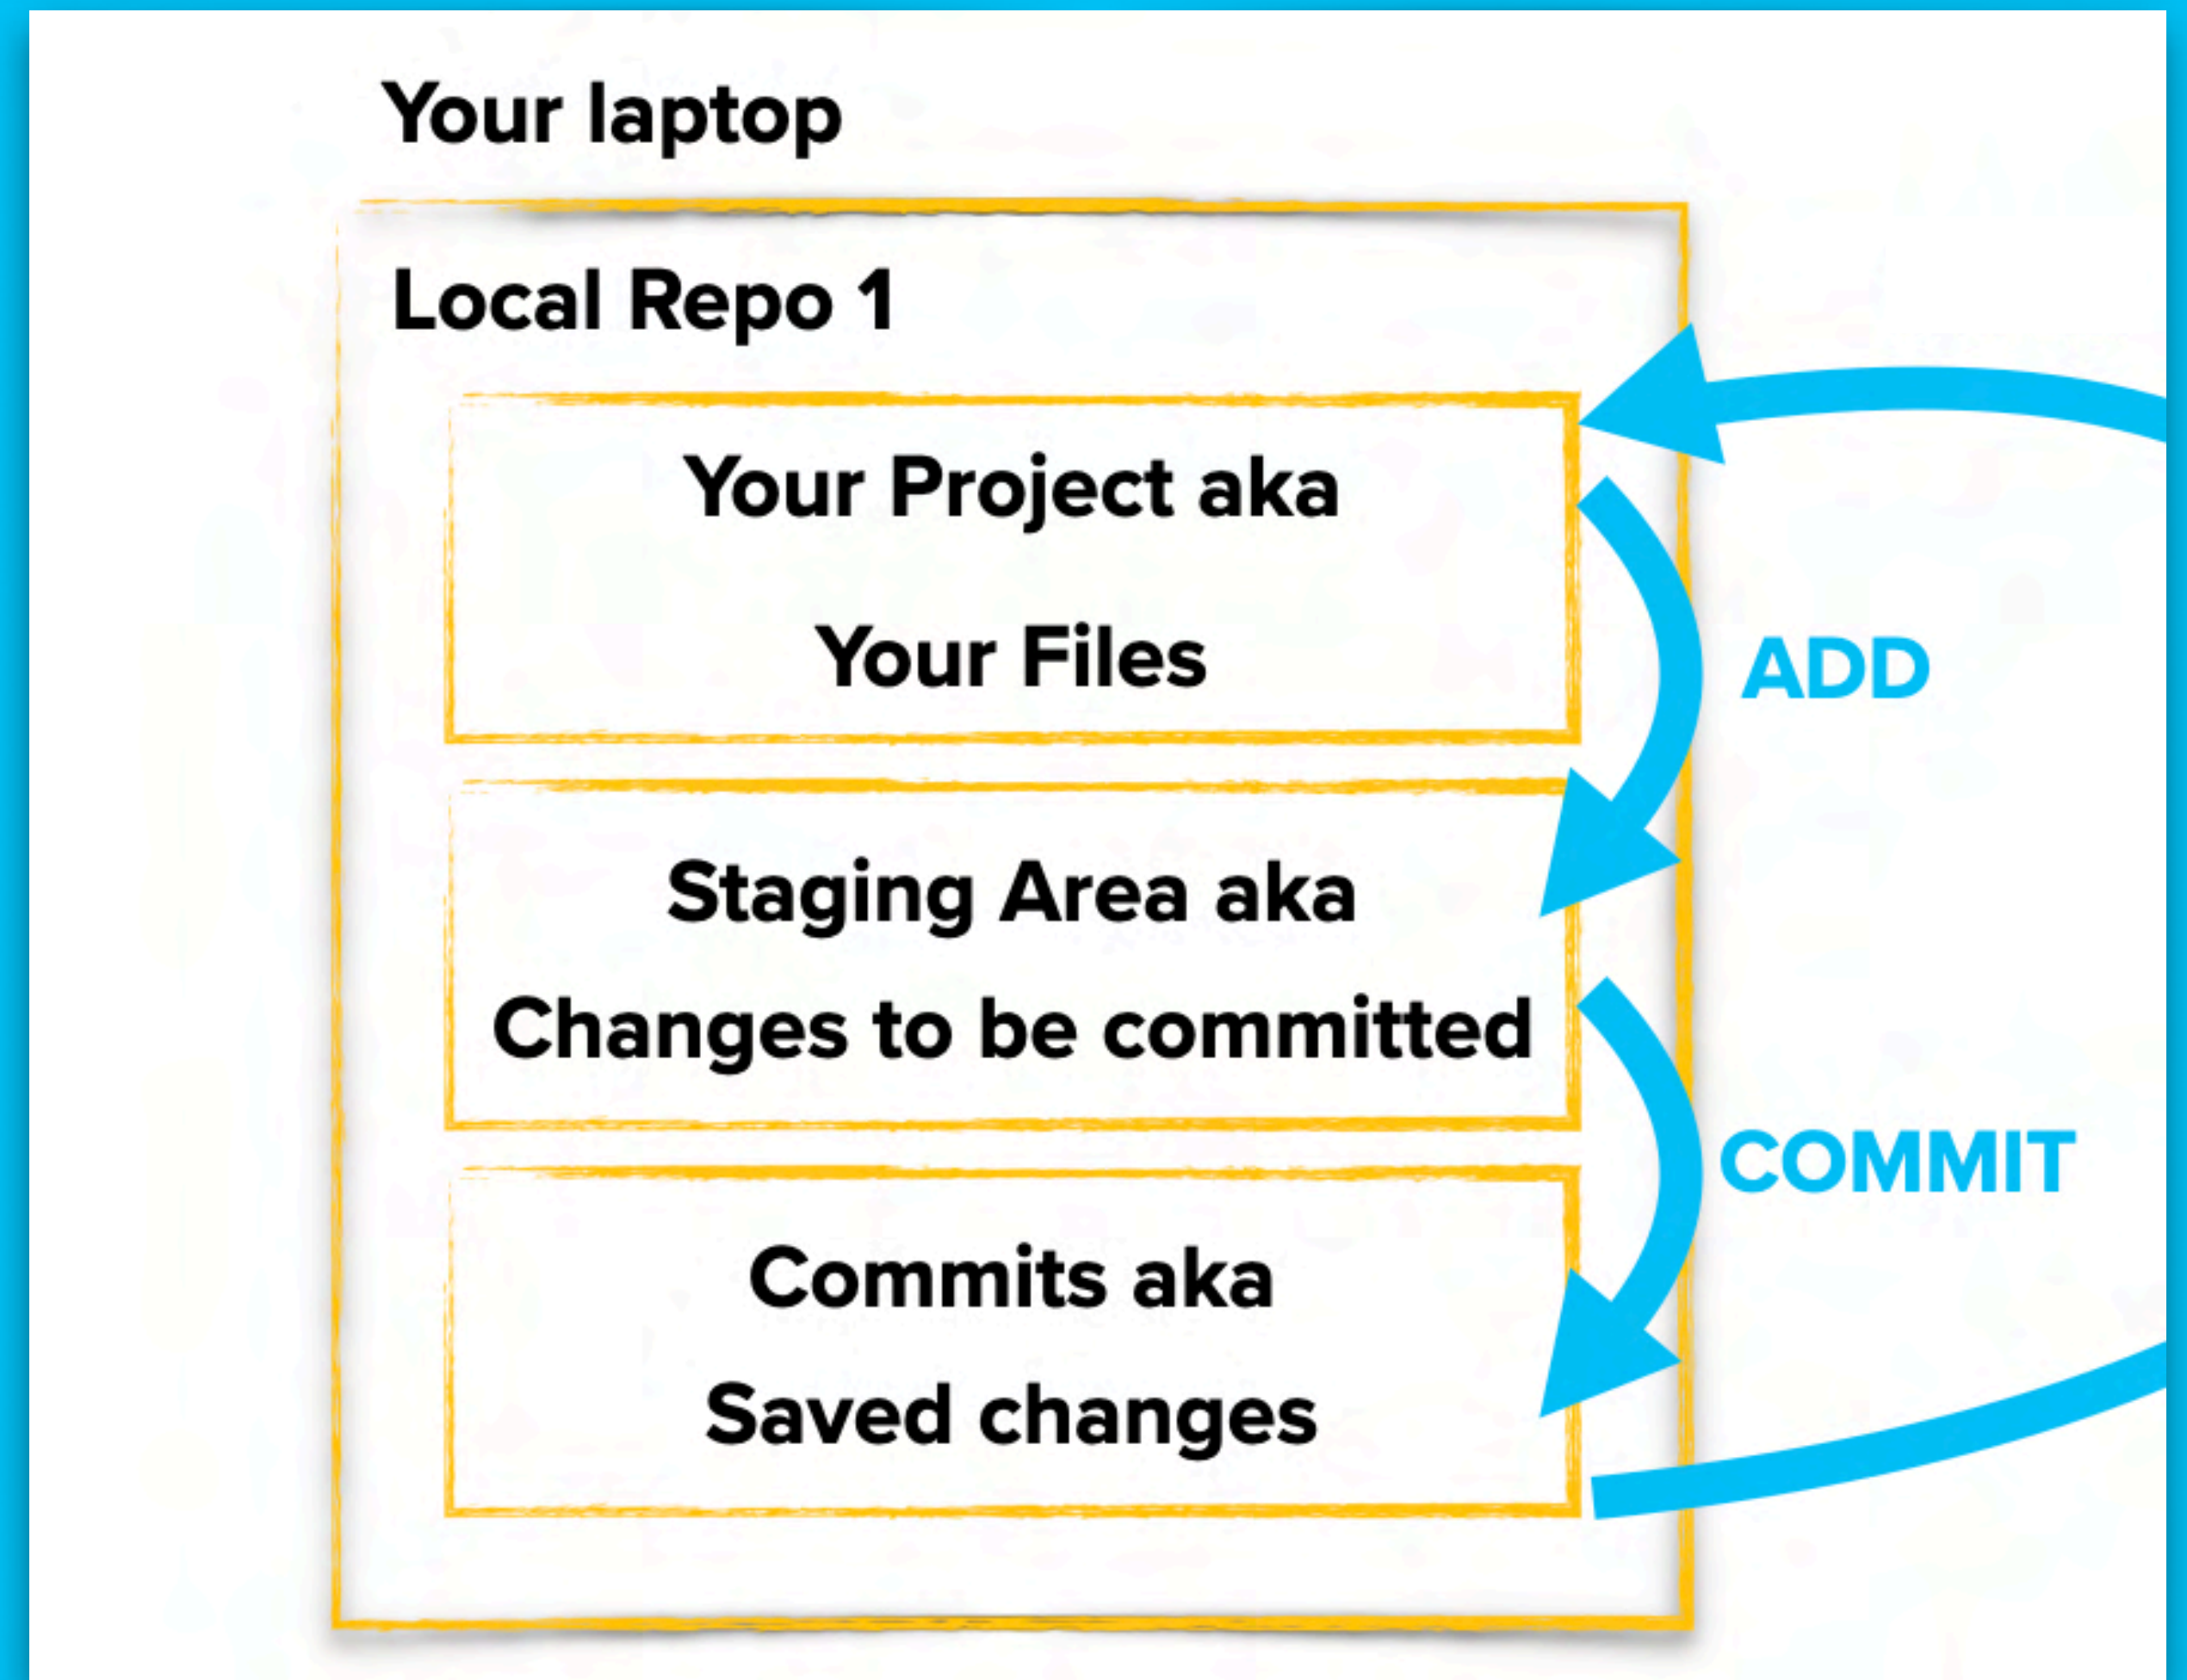 Your laptop
Local Repo 1
Your Project aka
Your Files
ADD
Staging Area aka
Changes to be committed
COMMIT
Commits aka
Saved changes